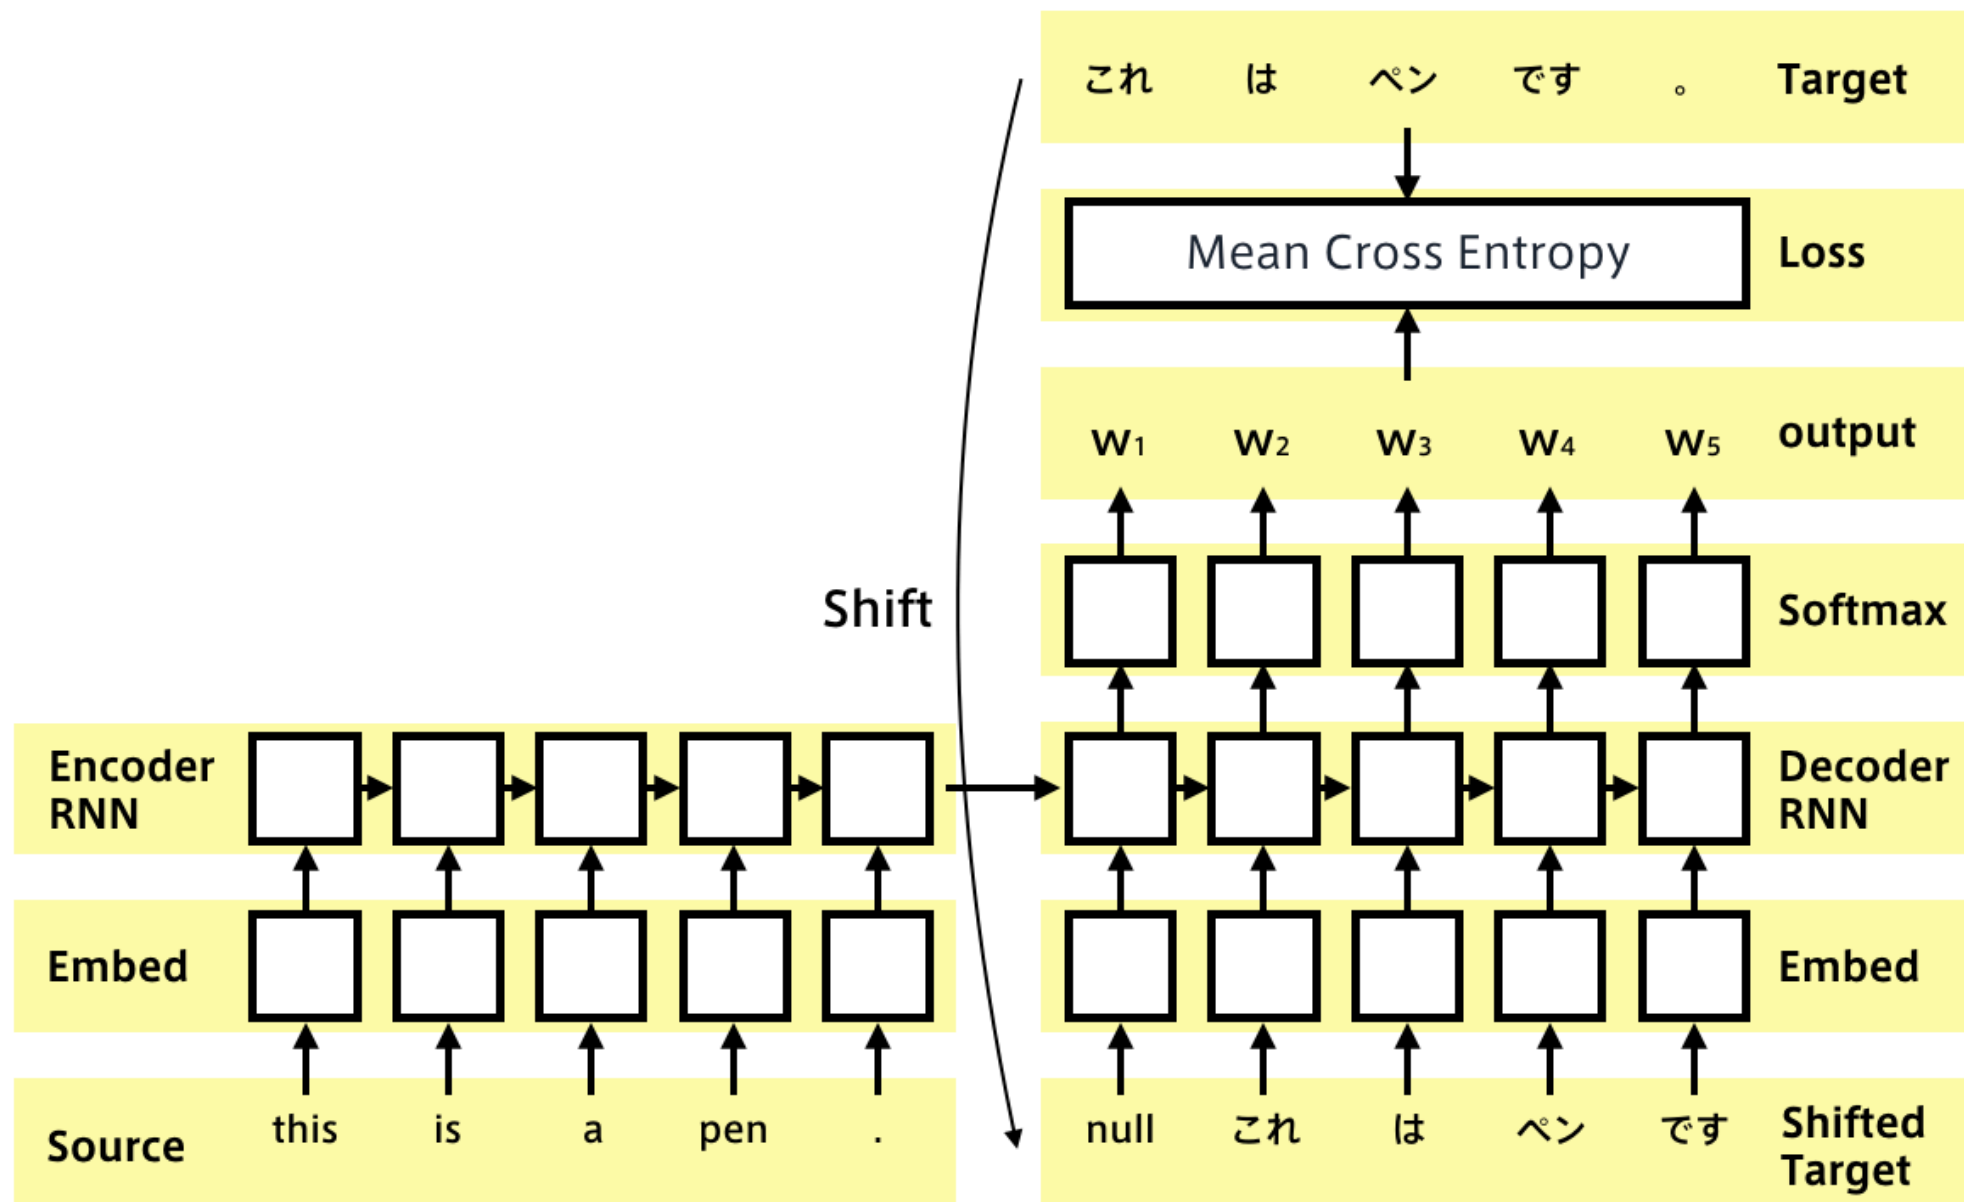 これ は ペン です 。 Target
Mean Cross Entropy Loss
w1 w2 w3 w4 w5 output
Shift
Softmax
Encoder
RNN
Decoder
RNN
Embed
Embed
Source this is a pen .
null これ は ペン です
Shifted
Target